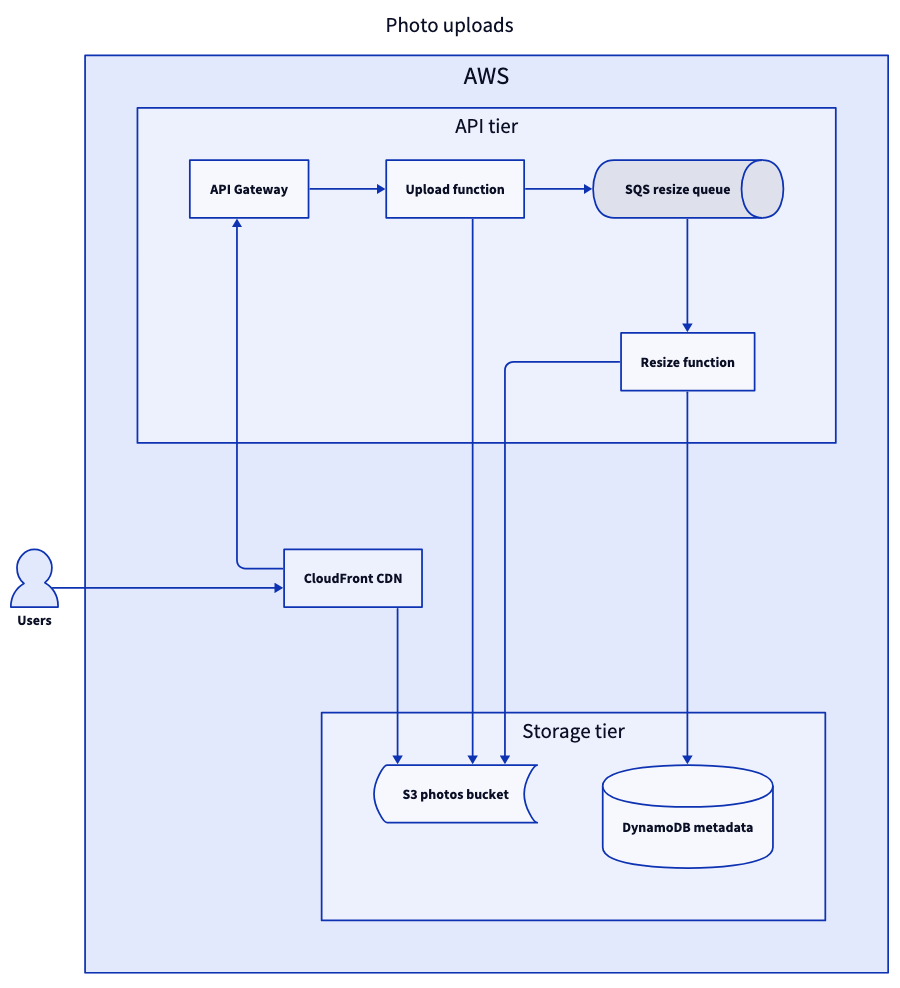 Photo uploads
AWS
API tier
API Gateway
Upload function
SQS resize queue
Resize function
CloudFront CDN
Users
Storage tier
S3 photos bucket
DynamoDB metadata